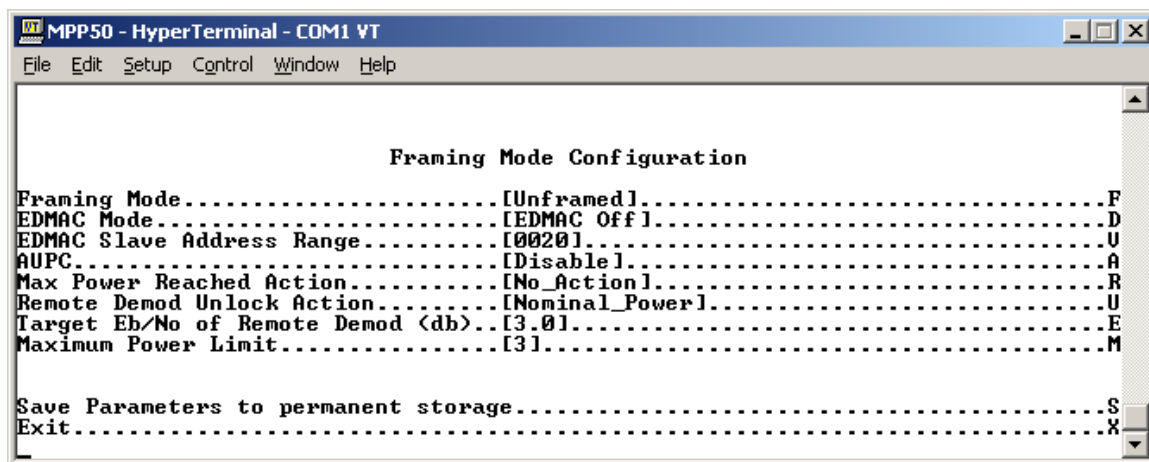 MPP50 - HyperTerminal - COM1 VT
File Edit Setup Control Window Help
Framing Mode Configuration
Framing Mode.......................[Unframed]..................................F
EDMAC Mode.........................[EDMAC Off].................................D
EDMAC Slave Address Range..........[0020]......................................V
AUPC...............................[Disable]...................................A
Max Power Reached Action...........[No_Action].................................R
Remote Demod Unlock Action.........[Nominal_Power].............................U
Target Eb/No of Remote Demod (db)..[3.0].......................................E
Maximum Power Limit................[3].........................................M
Save Parameters to permanent storage...........................................S
Exit...........................................................................X